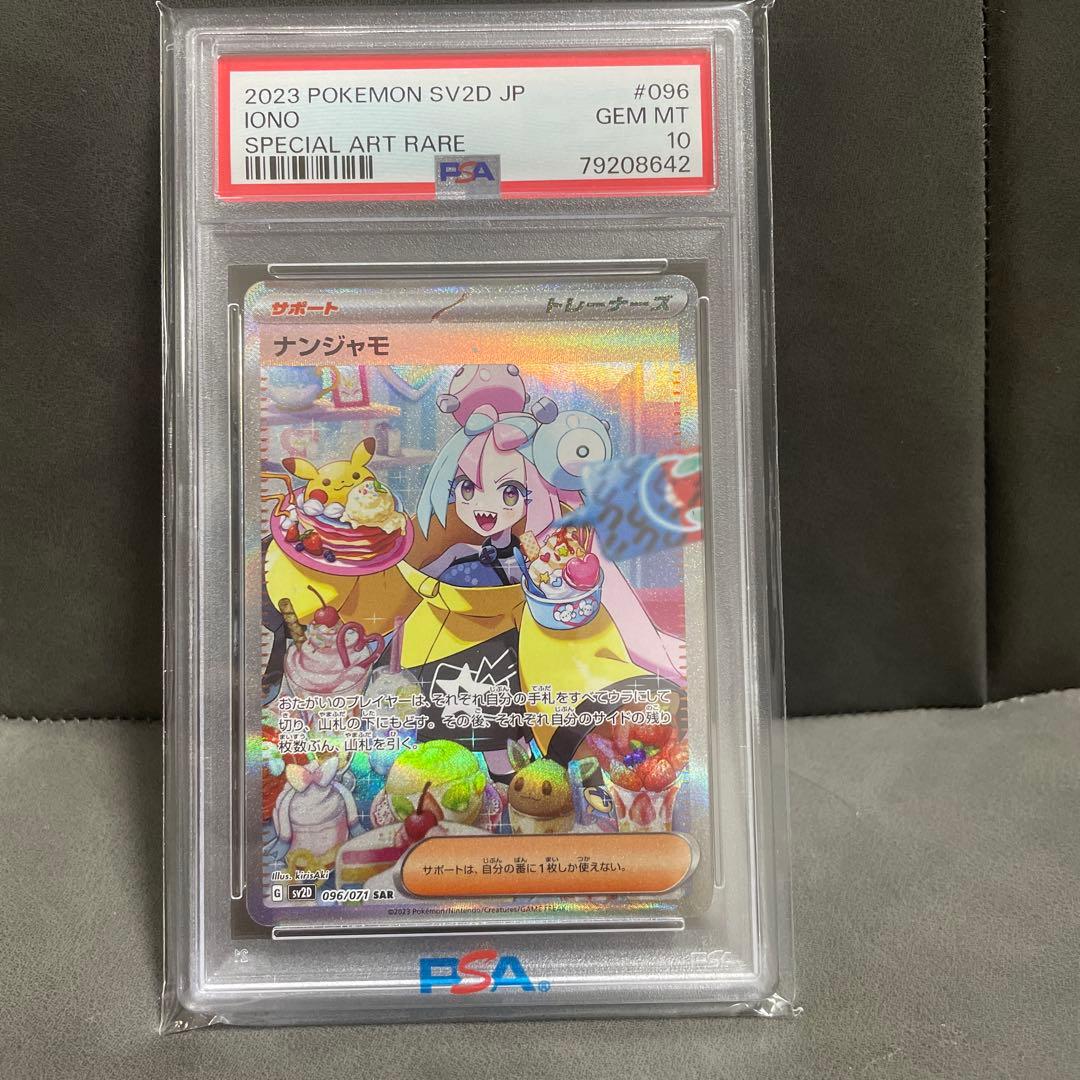 2023 POKEMON SV2D JP #096
IONO GEM MT
SPECIAL ART RARE 10
PSA 79208642
サポート トレーナーズ
ナンジャモ
おたがいのプレイヤーは、それぞれ自分の手札をすべてウラにして
切り、山札の下にもどす。その後、それぞれ自分のサイドの残り
枚数ぶん、山札を引く。
サポートは、自分の番に1枚しか使えない。
Illus. kirisAki
G SV2D 096/071 SAR
©2023 Pokémon/Nintendo/Creatures/GAME FREAK
PSA®